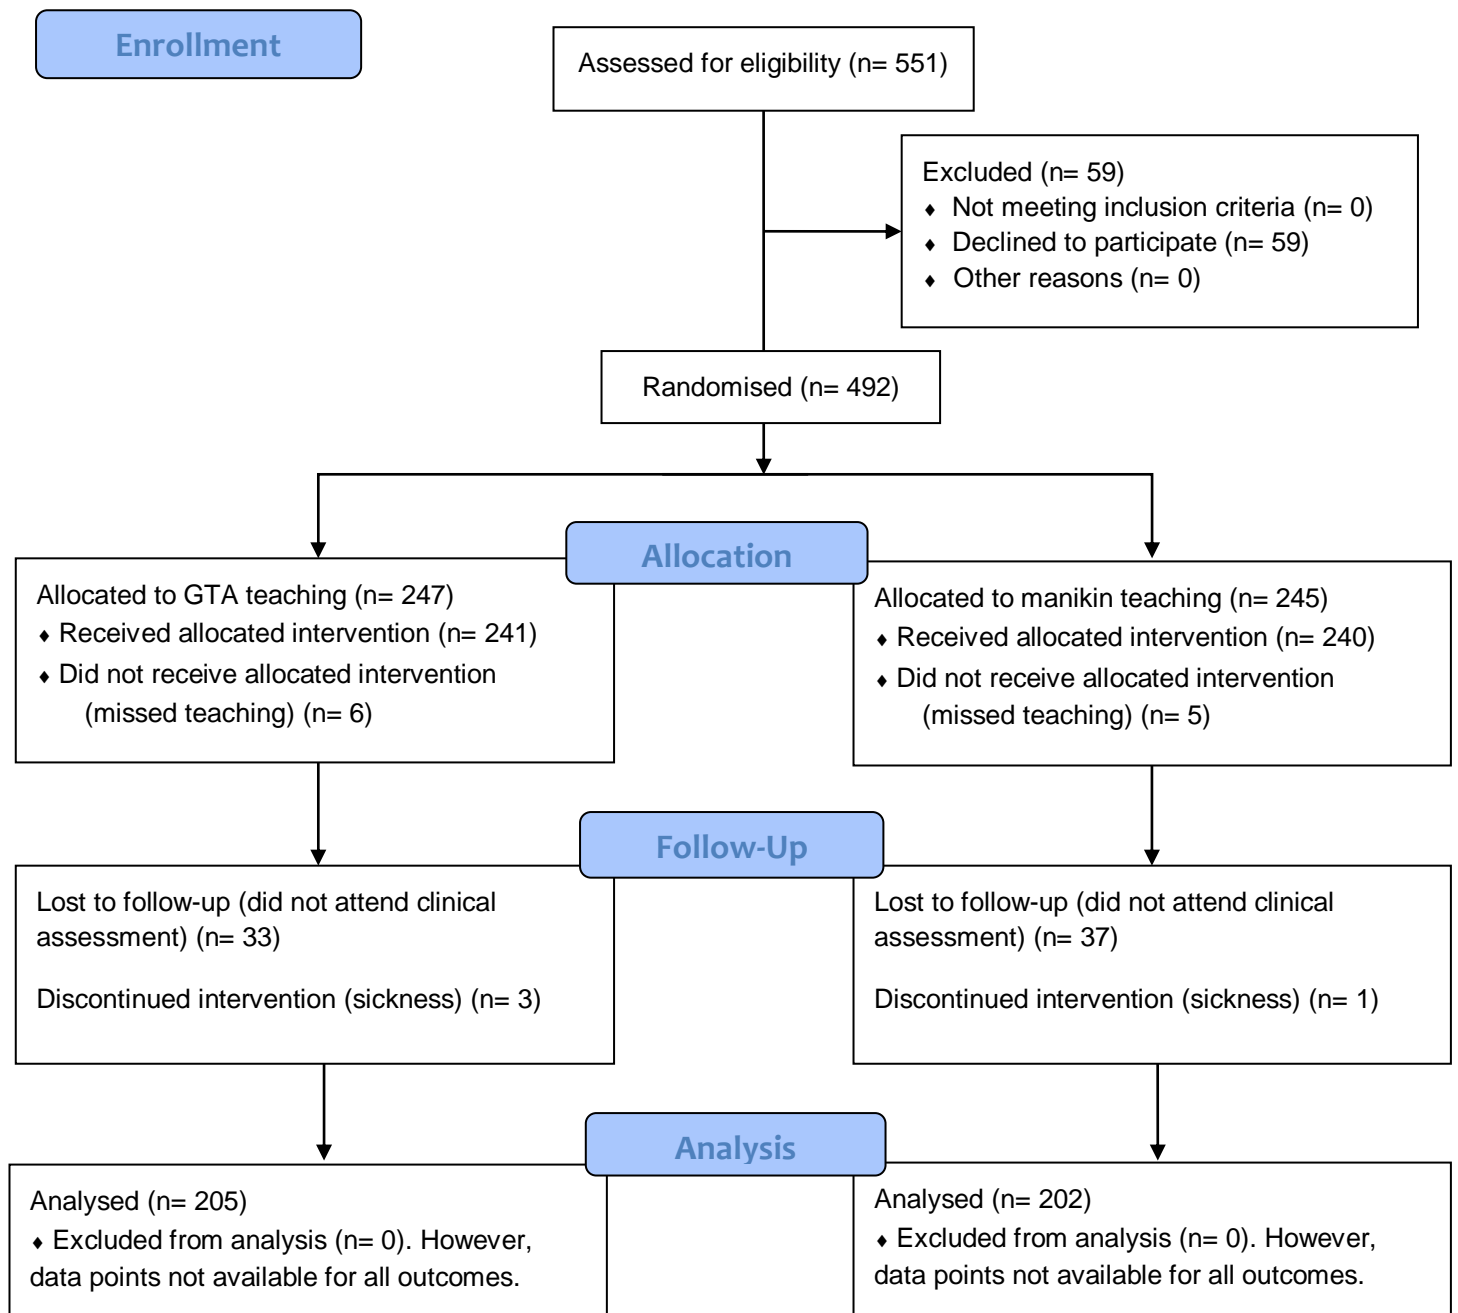 Enrollment
Assessed for eligibility (n= 551)
Excluded (n= 59)
♦ Not meeting inclusion criteria (n= 0)
♦ Declined to participate (n= 59)
♦ Other reasons (n= 0)
Randomised (n= 492)
Allocation
Allocated to GTA teaching (n= 247)
♦ Received allocated intervention (n= 241)
♦ Did not receive allocated intervention
(missed teaching) (n= 6)
Allocated to manikin teaching (n= 245)
♦ Received allocated intervention (n= 240)
♦ Did not receive allocated intervention
(missed teaching) (n= 5)
Follow-Up
Lost to follow-up (did not attend clinical
assessment) (n= 33)
Discontinued intervention (sickness) (n= 3)
Lost to follow-up (did not attend clinical
assessment) (n= 37)
Discontinued intervention (sickness) (n= 1)
Analysis
Analysed (n= 205)
♦ Excluded from analysis (n= 0). However,
data points not available for all outcomes.
Analysed (n= 202)
♦ Excluded from analysis (n= 0). However,
data points not available for all outcomes.